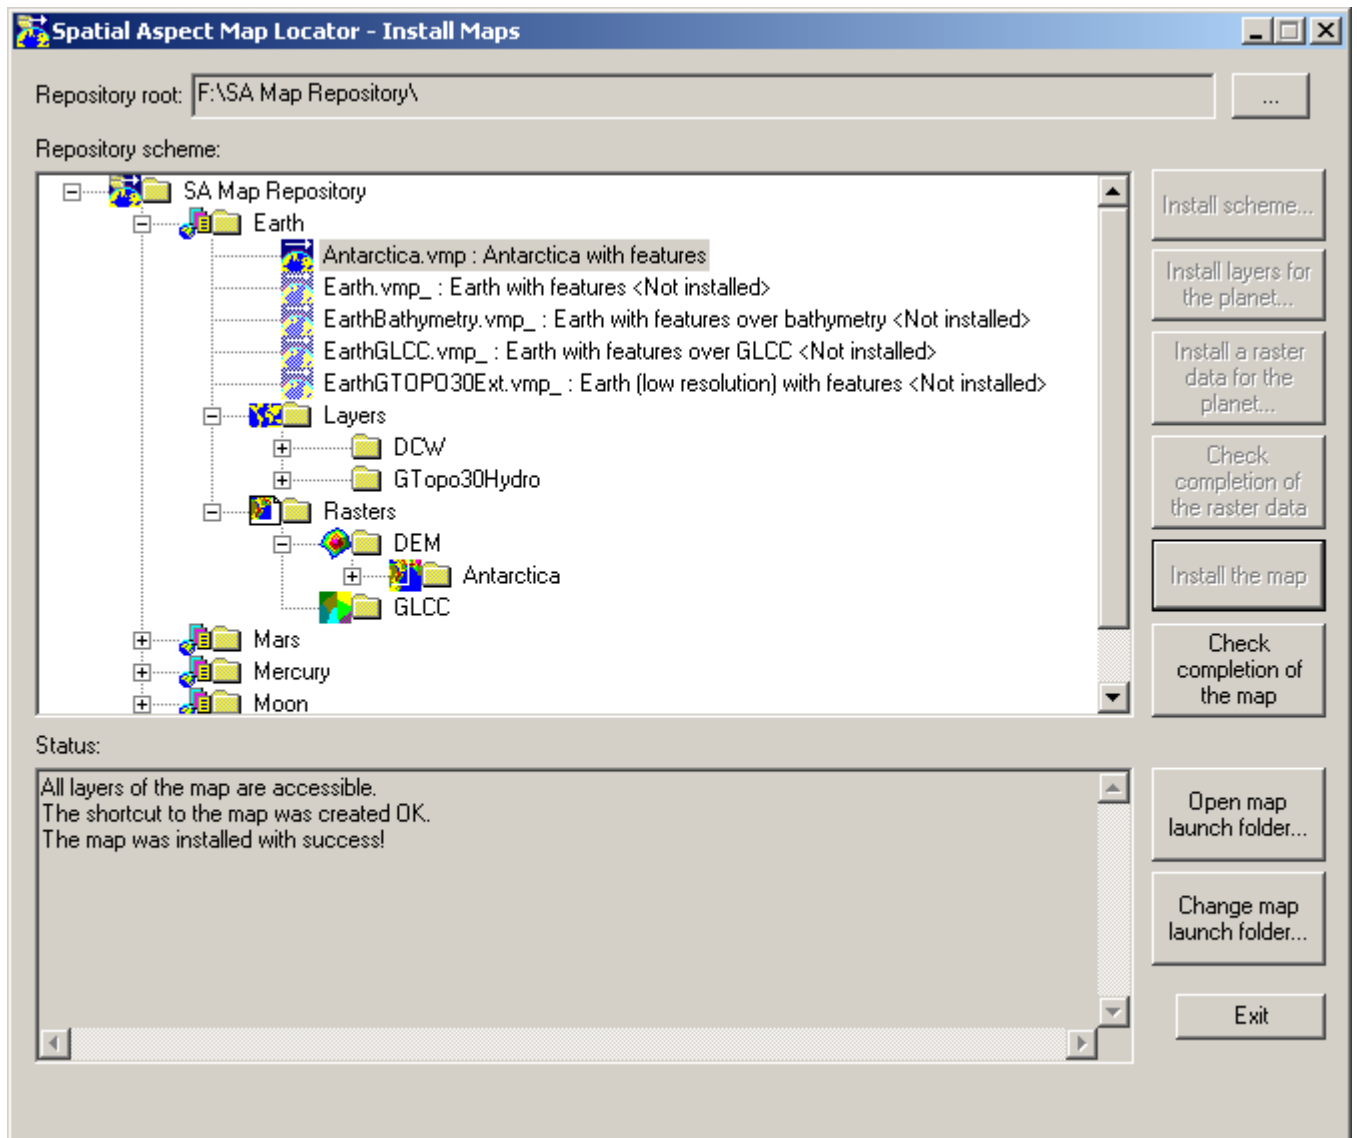 Spatial Aspect Map Locator - Install Maps
Repository root: F:\SA Map Repository\
...
Repository scheme:
SA Map Repository
Earth
Antarctica.vmp : Antarctica with features
Earth.vmp_ : Earth with features <Not installed>
EarthBathymetry.vmp_ : Earth with features over bathymetry <Not installed>
EarthGLCC.vmp_ : Earth with features over GLCC <Not installed>
EarthGTOPO30Ext.vmp_ : Earth (low resolution) with features <Not installed>
Layers
DCW
GTopo30Hydro
Rasters
DEM
Antarctica
GLCC
Mars
Mercury
Moon
Install scheme...
Install layers for
the planet...
Install a raster
data for the
planet...
Check
completion of
the raster data
Install the map
Check
completion of
the map
Status:
All layers of the map are accessible.
The shortcut to the map was created OK.
The map was installed with success!
Open map
launch folder...
Change map
launch folder...
Exit